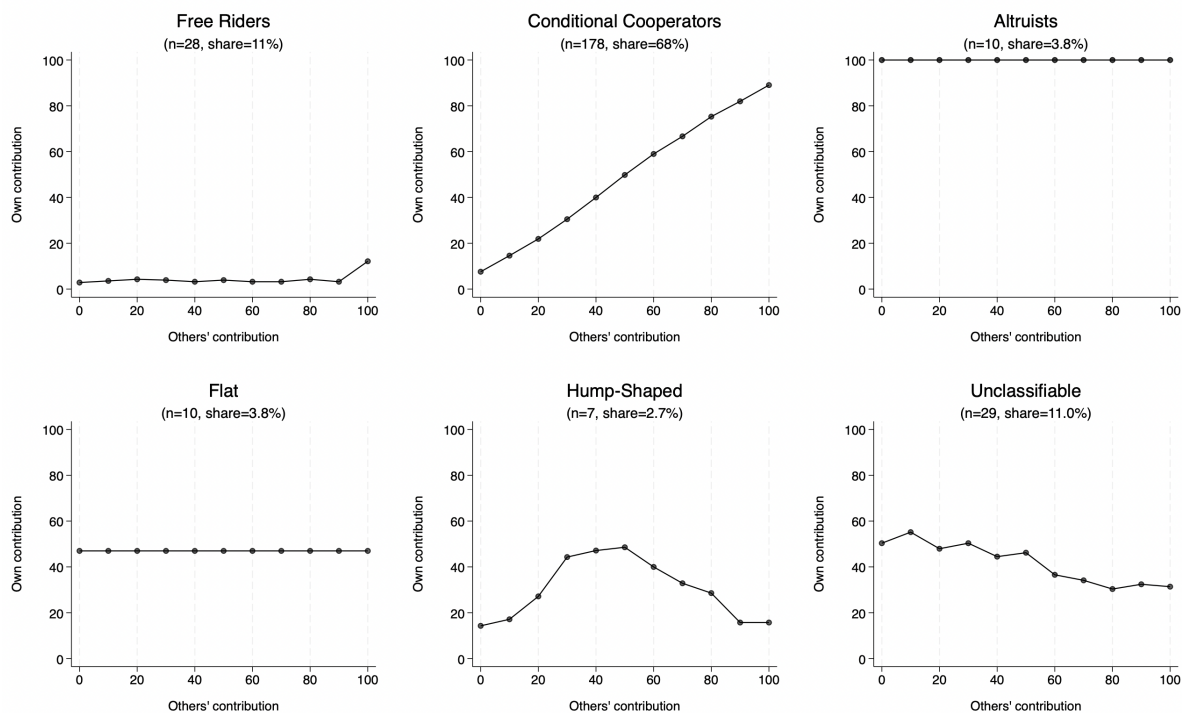 Free Riders
(n=28, share=11%)
100
80
60
40
20
0
Own contribution
0 20 40 60 80 100
Others' contribution
Conditional Cooperators
(n=178, share=68%)
100
80
60
40
20
0
Own contribution
0 20 40 60 80 100
Others' contribution
Altruists
(n=10, share=3.8%)
100
80
60
40
20
0
Own contribution
0 20 40 60 80 100
Others' contribution
Flat
(n=10, share=3.8%)
100
80
60
40
20
0
Own contribution
0 20 40 60 80 100
Others' contribution
Hump-Shaped
(n=7, share=2.7%)
100
80
60
40
20
0
Own contribution
0 20 40 60 80 100
Others' contribution
Unclassifiable
(n=29, share=11.0%)
100
80
60
40
20
0
Own contribution
0 20 40 60 80 100
Others' contribution